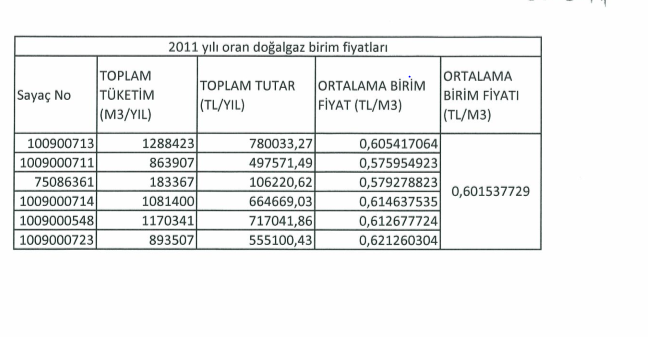 2011 yılı oran doğalgaz birim fiyatları
Sayaç No TOPLAM TÜKETİM (M3/YIL) TOPLAM TUTAR (TL/YIL) ORTALAMA BİRİM FİYAT (TL/M3) ORTALAMA BİRİM FİYATI (TL/M3)
100900713 1288423 780033,27 0,605417064
1009000711 863907 497571,49 0,575954923
75086361 183367 106220,62 0,579278823
0,601537729
1009000714 1081400 664669,03 0,614637535
1009000548 1170341 717041,86 0,612677724
1009000723 893507 555100,43 0,621260304